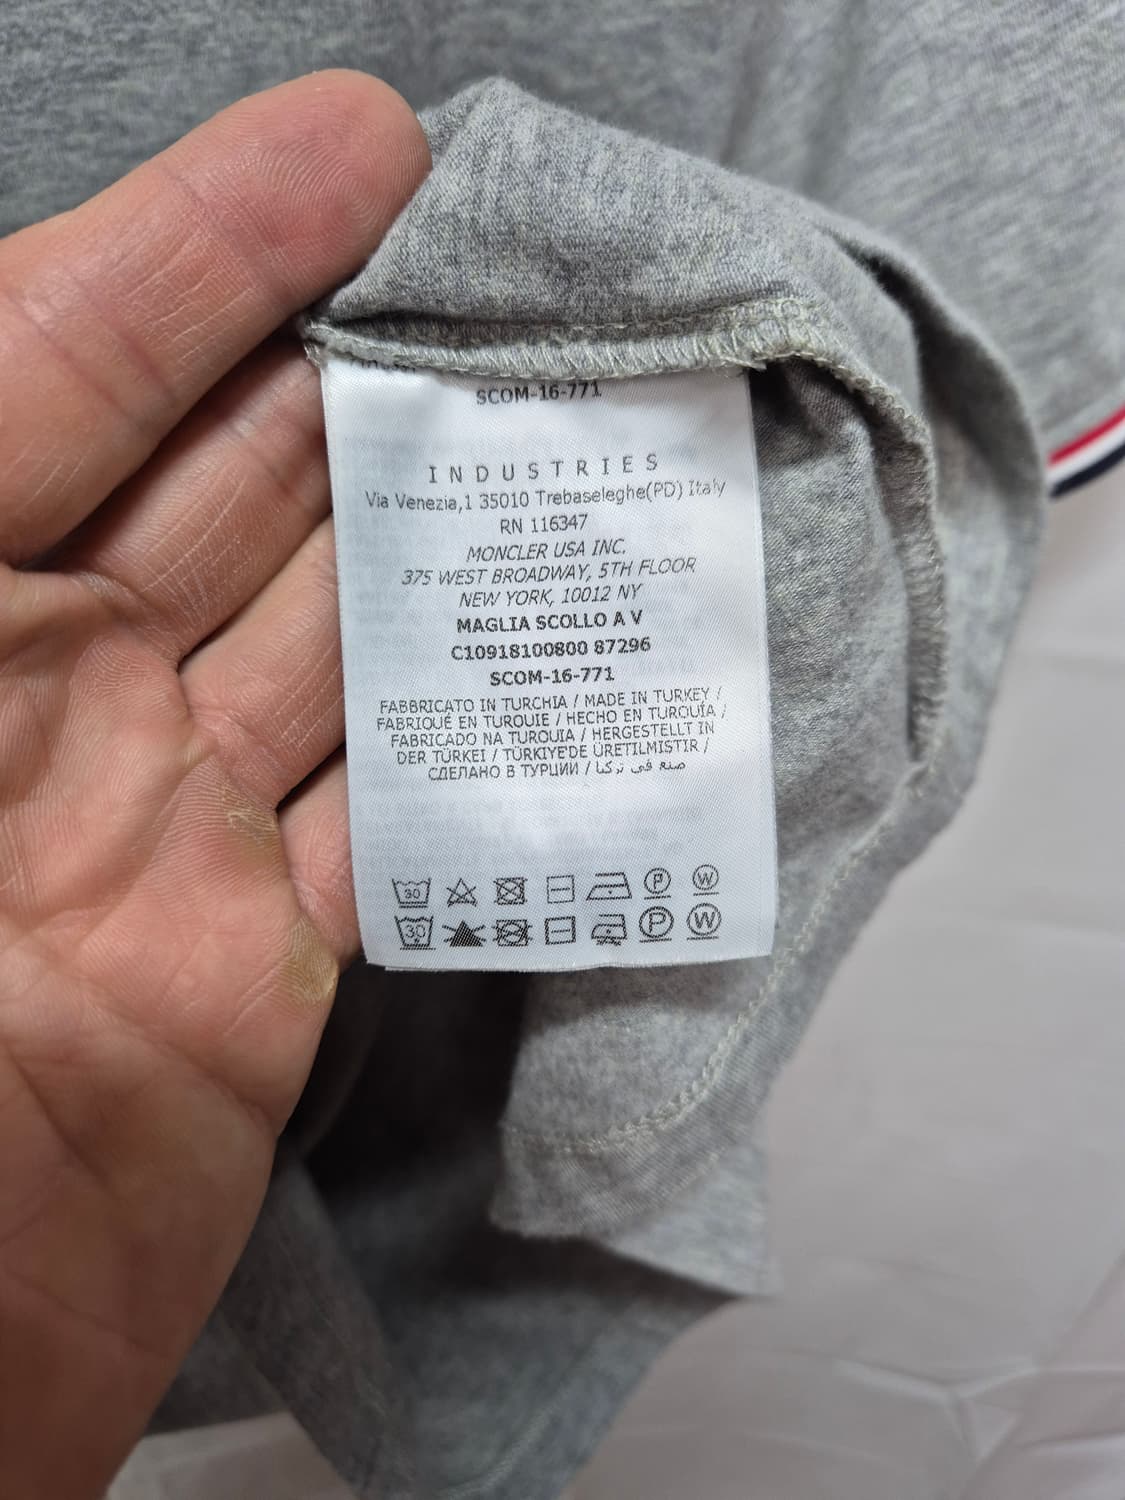 SCOM-16-771
INDUSTRIES
Via Venezia,1 35010 Trebaseleghe(PD) Italy
RN 116347
MONCLER USA INC.
375 WEST BROADWAY, 5TH FLOOR
NEW YORK, 10012 NY
MAGLIA SCOLLO A V
C10918100800 87296
SCOM-16-771
FABBRICATO IN TURCHIA / MADE IN TURKEY /
FABRIQUÉ EN TURQUIE / HECHO EN TURQUÍA /
FABRICADO NA TURQUIA / HERGESTELLT IN
DER TÜRKEI / TÜRKİYE'DE ÜRETILMISTIR /
СДЕЛАНО В ТУРЦИИ / صنع في تركيا
30 P W
30 P W